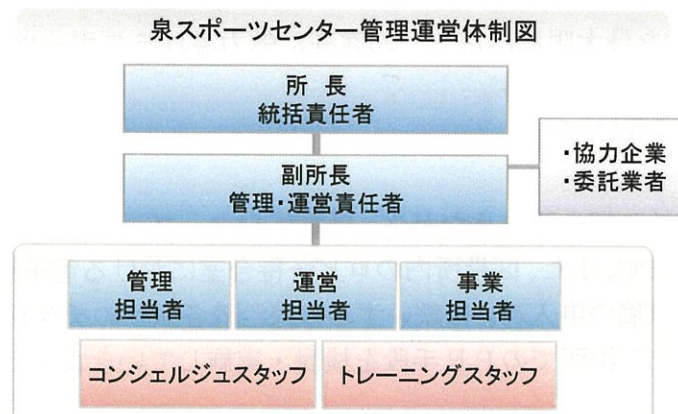 泉スポーツセンター管理運営体制図
所 長
統括責任者
副所長
管理・運営責任者
・協力企業
・委託業者
管理
担当者
運営
担当者
事業
担当者
コンシェルジュスタッフ
トレーニングスタッフ